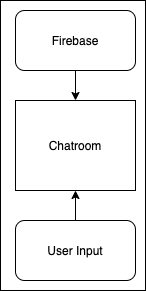 Firebase
Chatroom
User Input